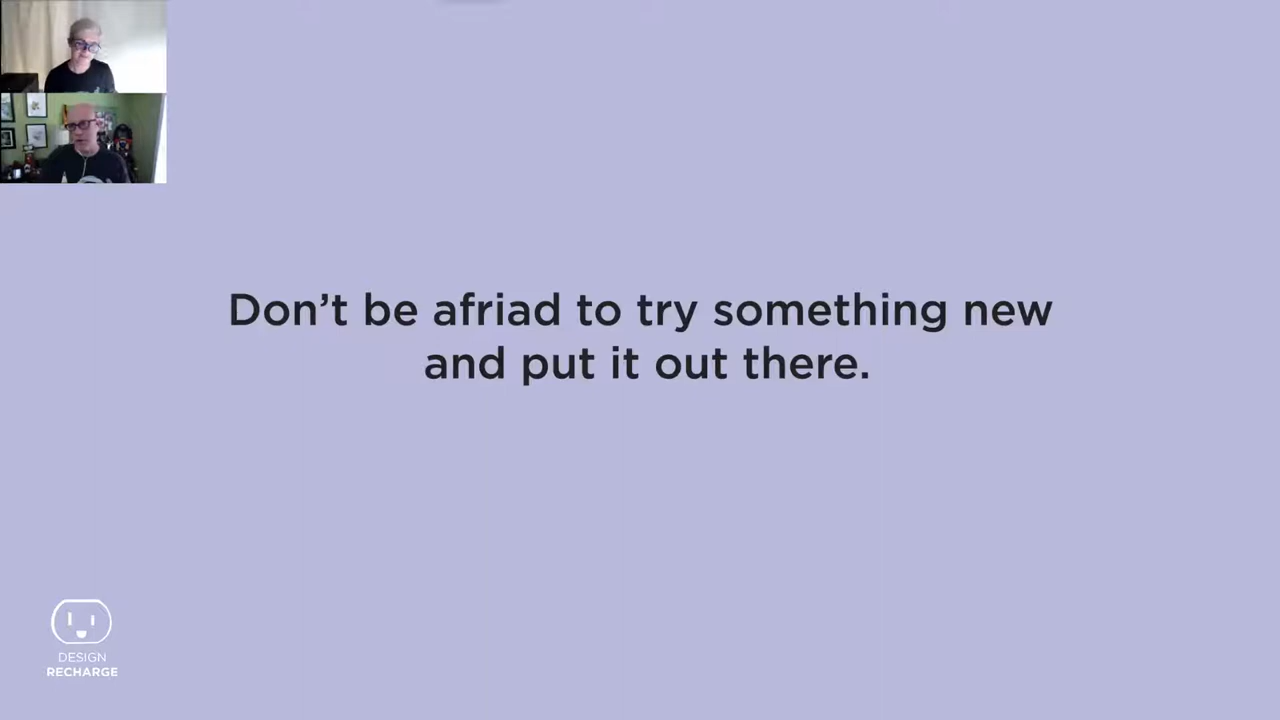 Don’t be afriad to try something new
and put it out there.
DESIGN
RECHARGE